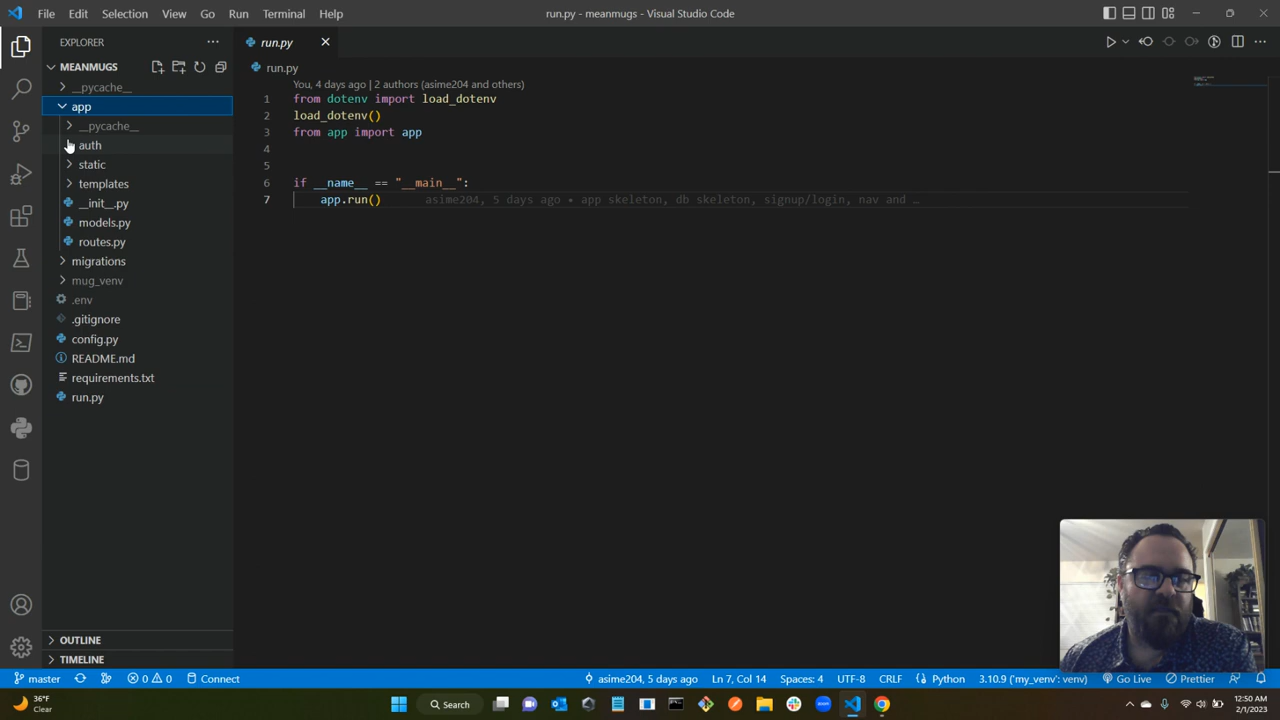 File Edit Selection View Go Run Terminal Help
run.py - meanmugs - Visual Studio Code
EXPLORER
MEANMUGS
__pycache__
app
__pycache__
auth
static
templates
__init__.py
models.py
routes.py
migrations
mug_venv
.env
.gitignore
config.py
README.md
requirements.txt
run.py
OUTLINE
TIMELINE
run.py
run.py
You, 4 days ago | 2 authors (asime204 and others)
1 from dotenv import load_dotenv
2 load_dotenv()
3 from app import app
4
5
6 if __name__ == "__main__":
7 app.run() asime204, 5 days ago • app skeleton, db skeleton, signup/login, nav and …
master 0 0 Connect asime204, 5 days ago Ln 7, Col 14 Spaces: 4 UTF-8 CRLF Python 3.10.9 ('my_venv': venv) Go Live Prettier
36°F
Clear
Search
zoom
12:50 AM
2/1/2023